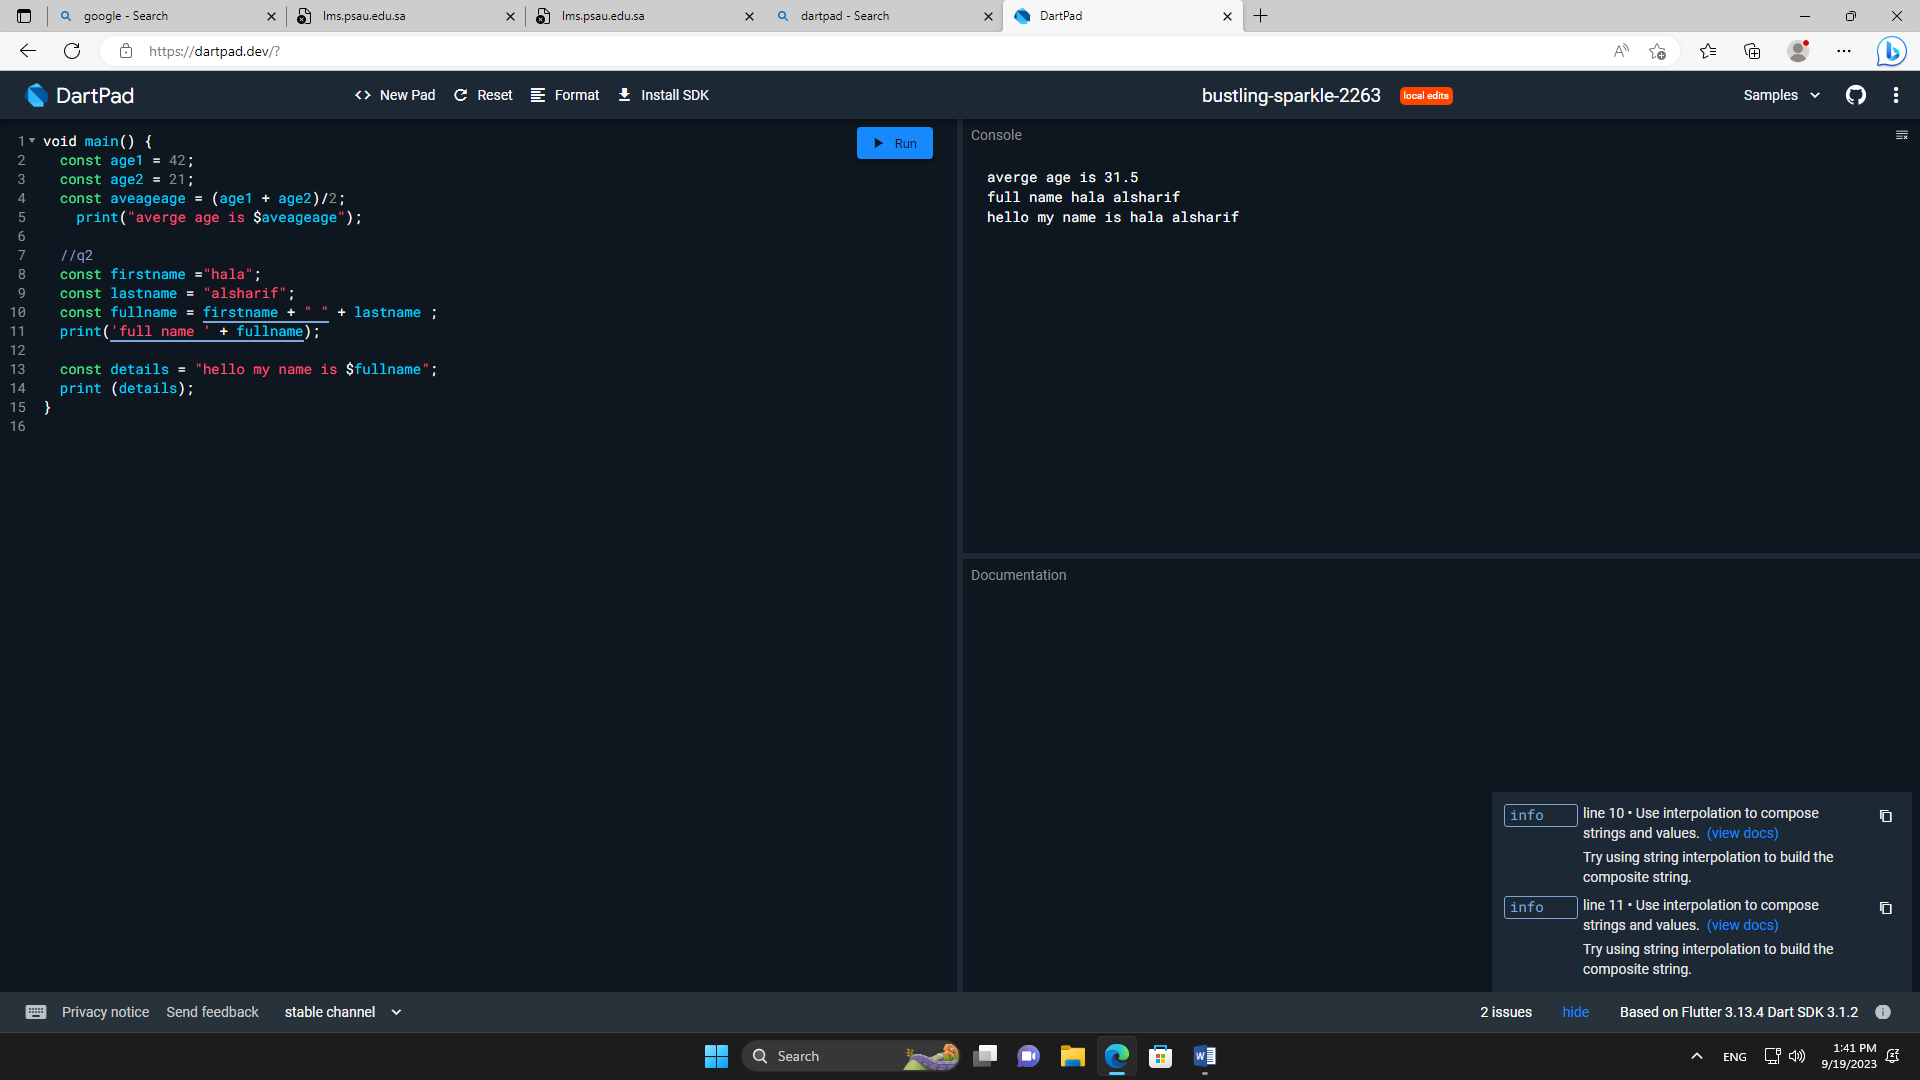 google - Search
lms.psau.edu.sa
lms.psau.edu.sa
dartpad - Search
DartPad
https://dartpad.dev/?
DartPad
New Pad
Reset
Format
Install SDK
bustling-sparkle-2263
local edits
Samples
1 void main() {
2 const age1 = 42;
3 const age2 = 21;
4 const aveageage = (age1 + age2)/2;
5 print("averge age is $aveageage");
6
7 //q2
8 const firstname ="hala";
9 const lastname = "alsharif";
10 const fullname = firstname + " " + lastname ;
11 print('full name ' + fullname);
12
13 const details = "hello my name is $fullname";
14 print (details);
15 }
16
Run
Console
averge age is 31.5
full name hala alsharif
hello my name is hala alsharif
Documentation
info line 10 • Use interpolation to compose
strings and values. (view docs)
Try using string interpolation to build the
composite string.
info line 11 • Use interpolation to compose
strings and values. (view docs)
Try using string interpolation to build the
composite string.
Privacy notice
Send feedback
stable channel
2 issues
hide
Based on Flutter 3.13.4 Dart SDK 3.1.2
Search
ENG
1:41 PM
9/19/2023